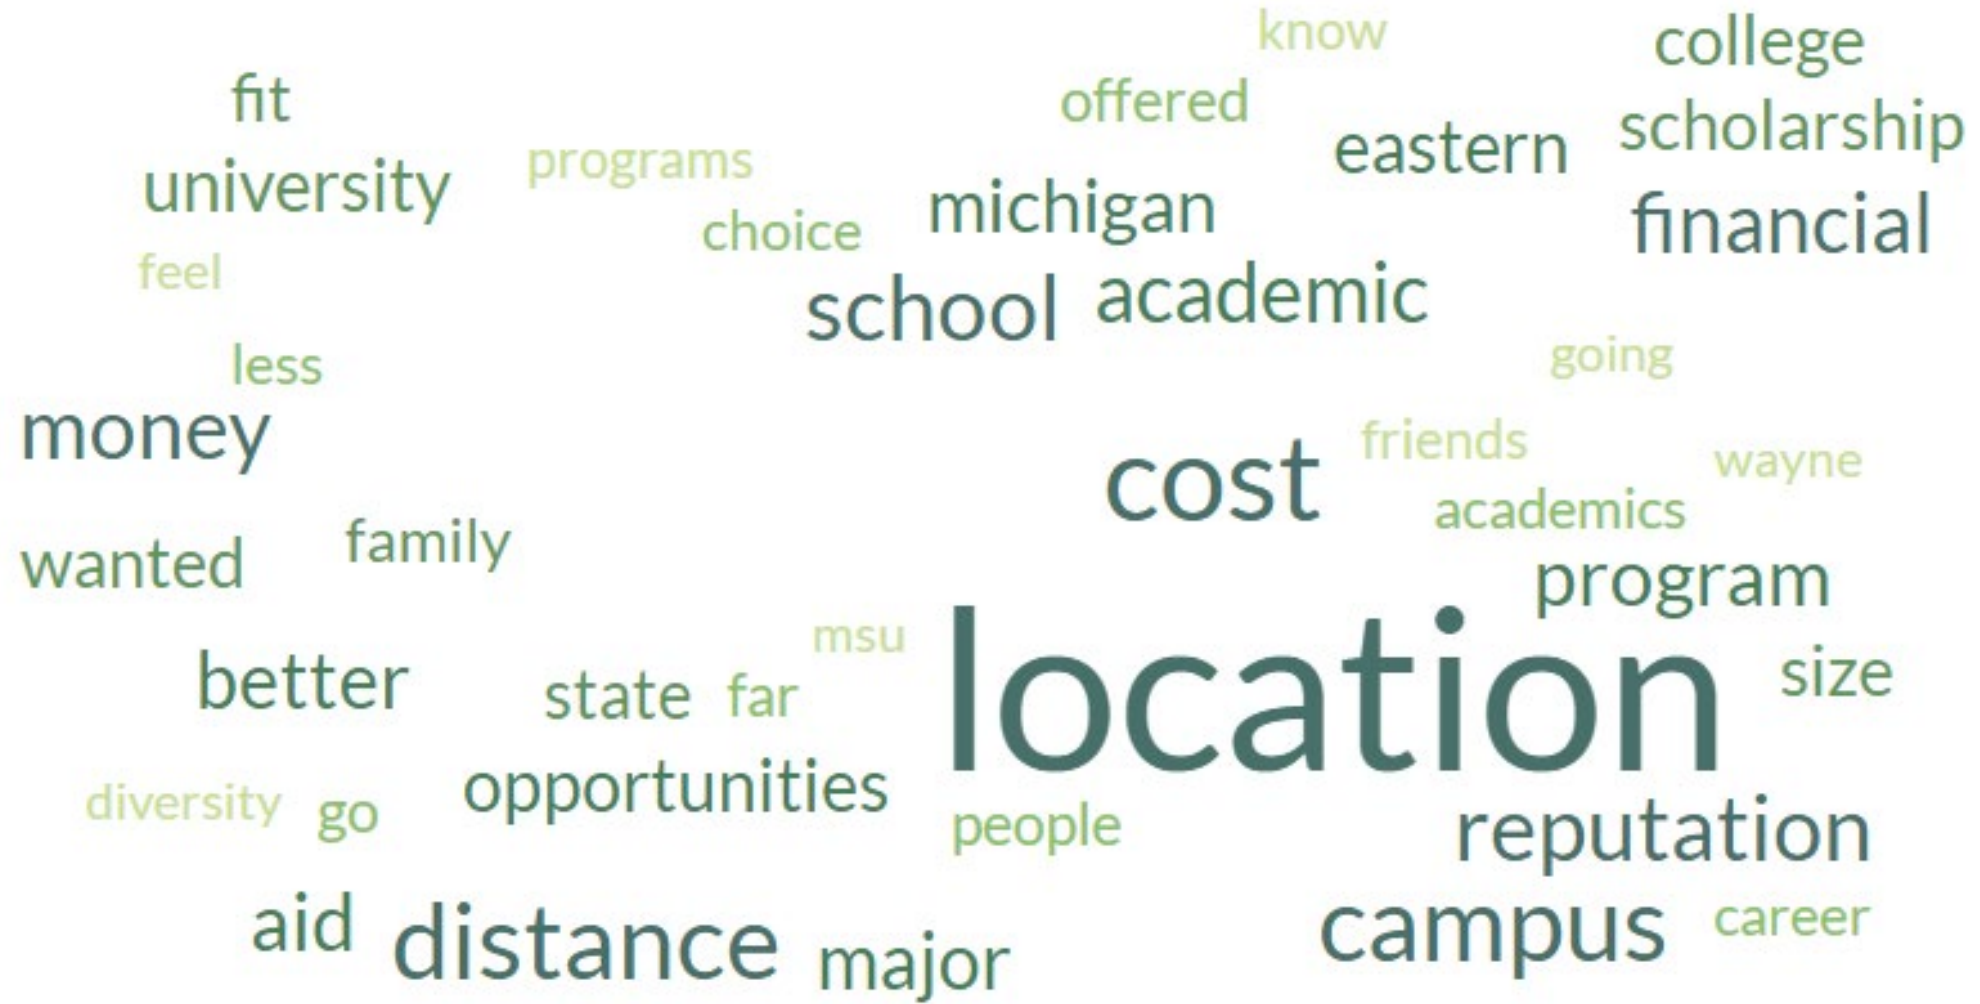 know
college
fit
offered
scholarship
eastern
programs
university
michigan
financial
choice
feel
school
academic
less
going
money
cost
friends
wayne
academics
family
wanted
program
msu
location
size
better
state
far
diversity
go
opportunities
people
reputation
aid
distance
major
campus
career